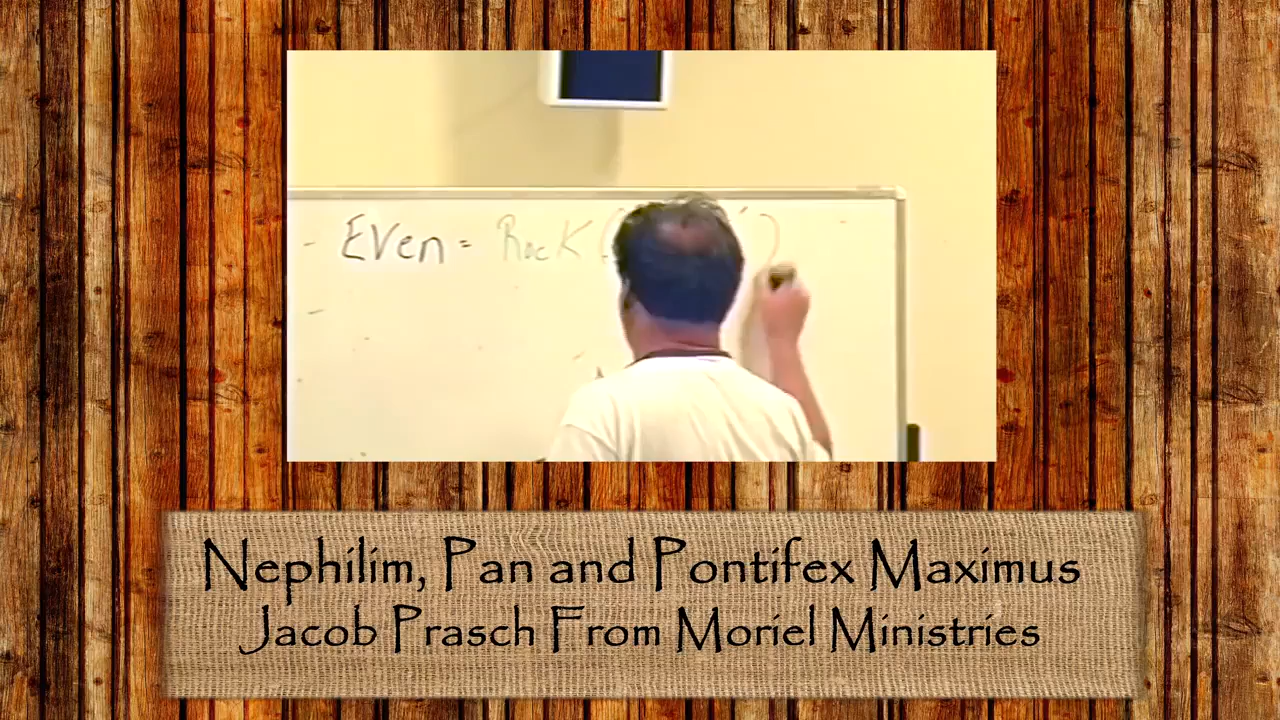 - Even = Rock (
Nephilim, Pan and Pontifex Maximus
Jacob Prasch From Moriel Ministries